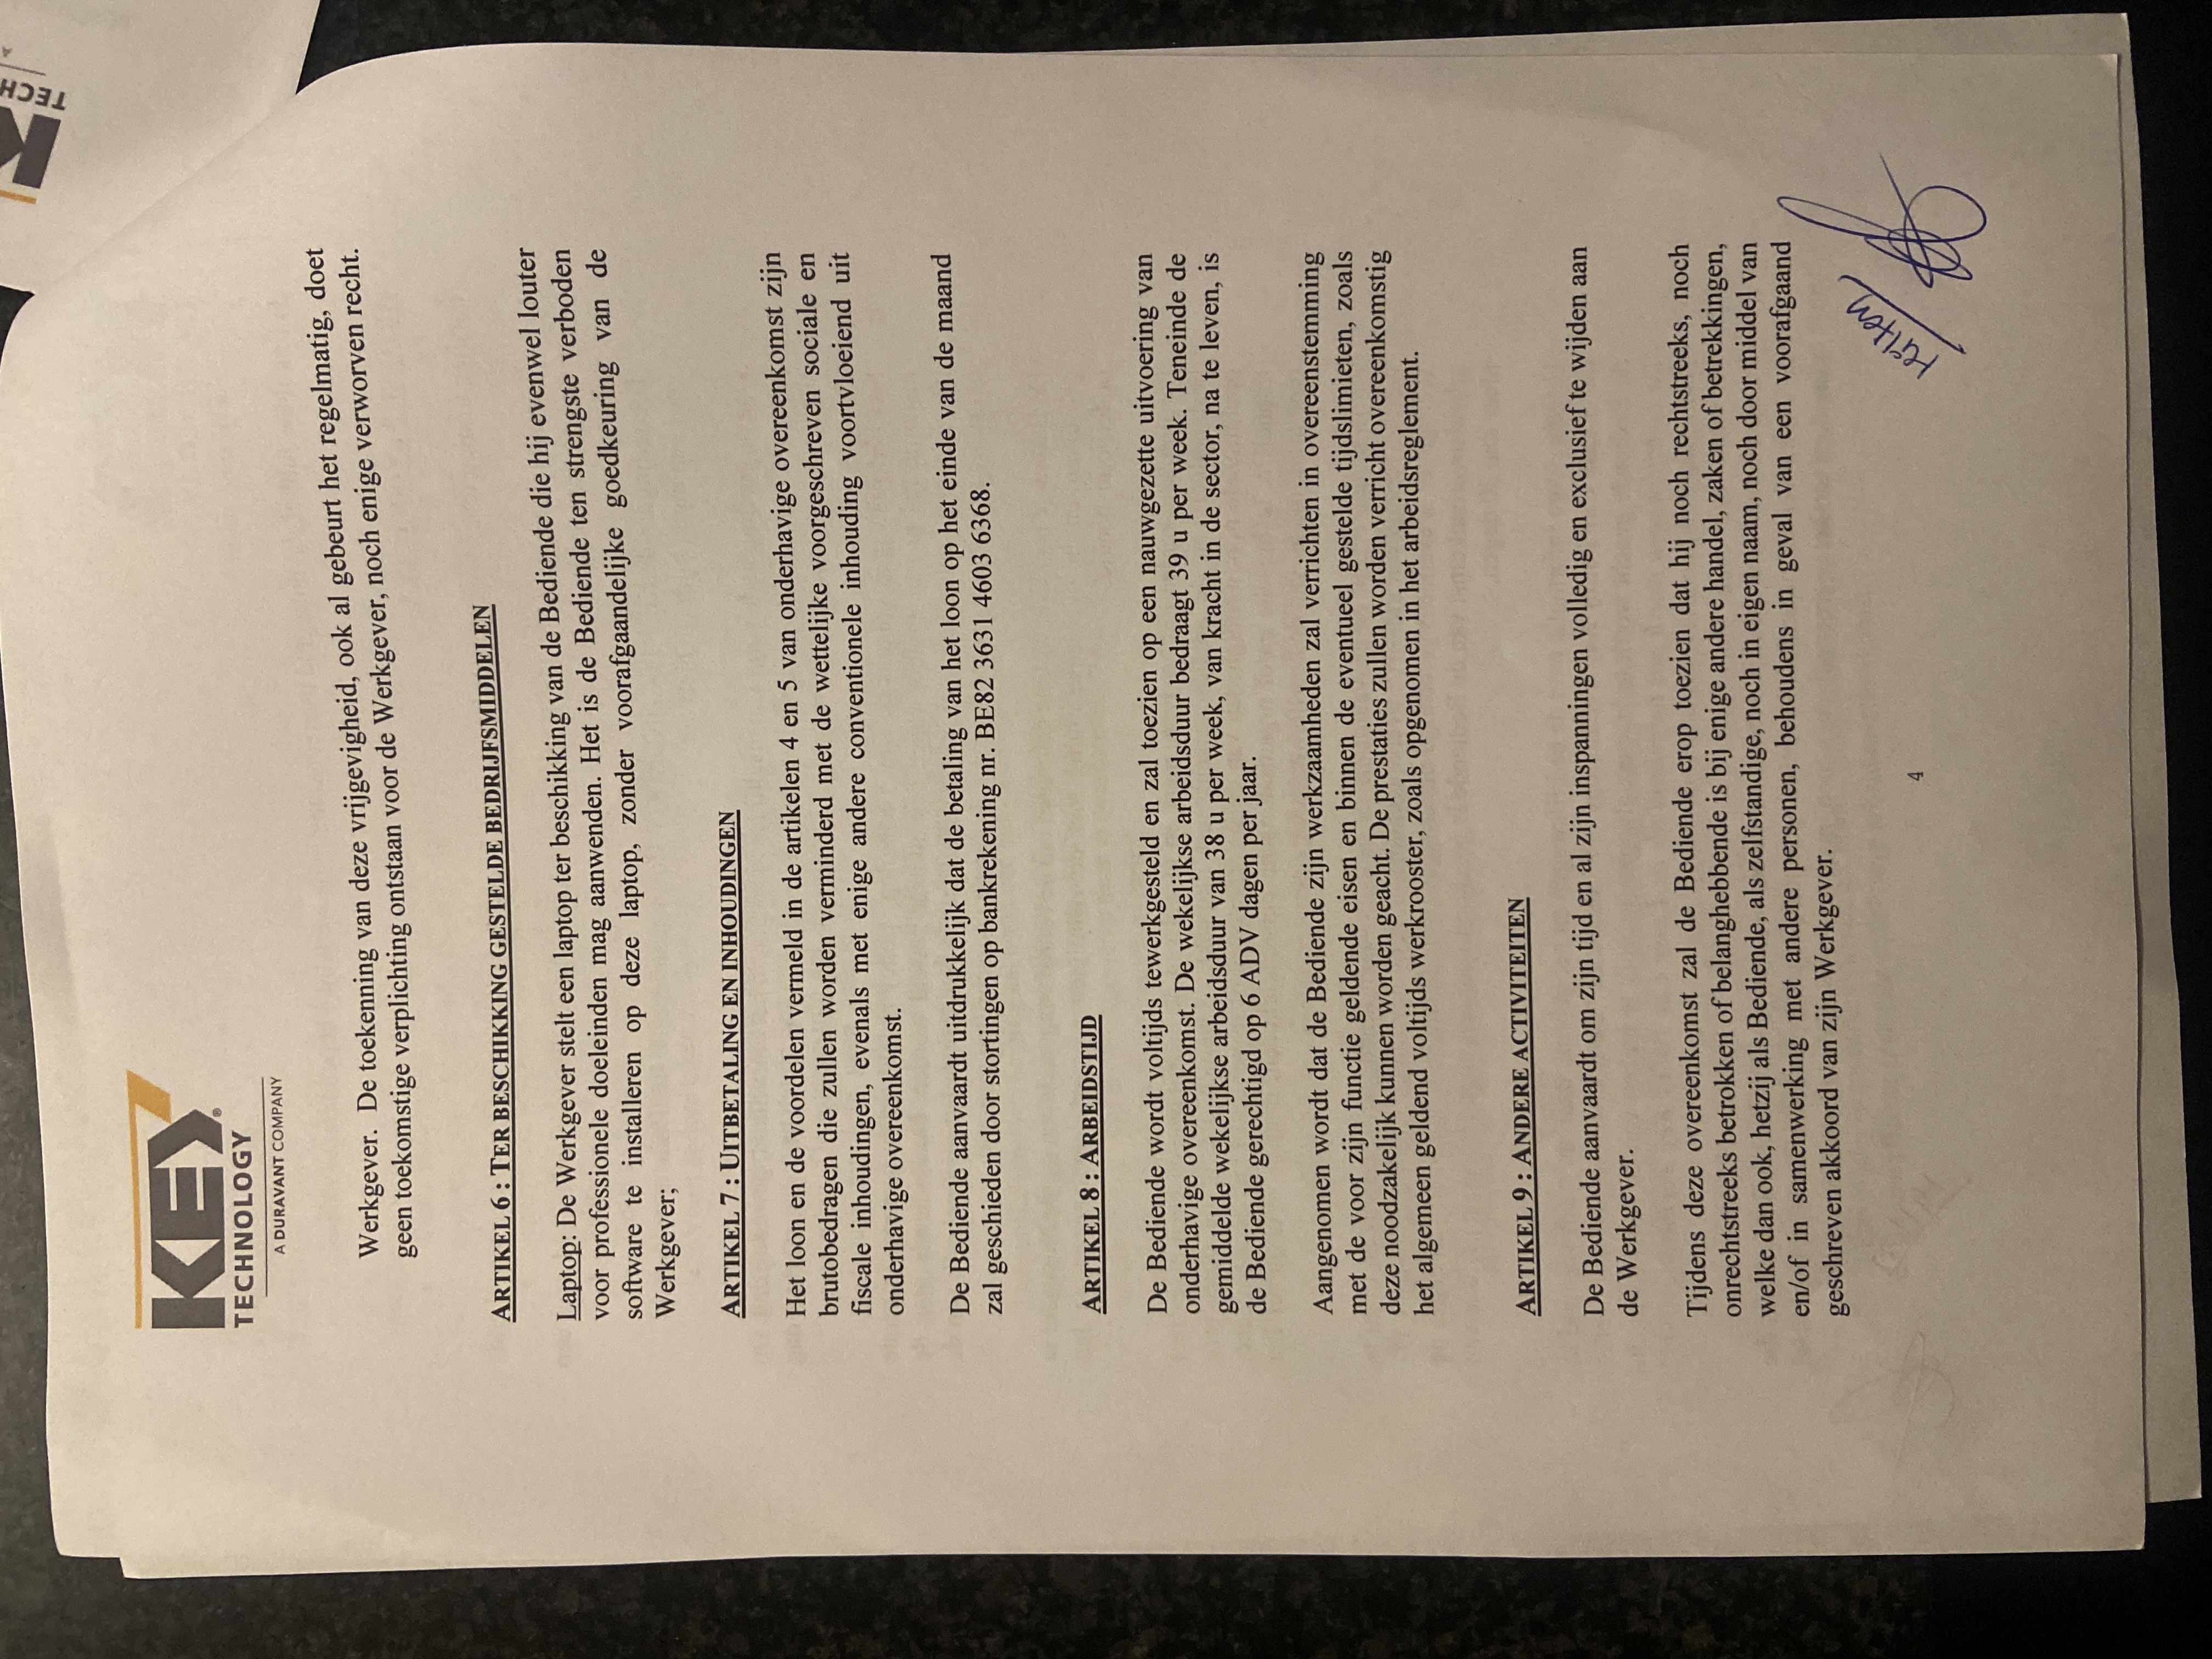 KEY
TECHNOLOGY
A DURAVANT COMPANY
TECH
Werkgever. De toekenning van deze vrijgevigheid, ook al gebeurt het regelmatig, doet
geen toekomstige verplichting ontstaan voor de Werkgever, noch enige verworven recht.
ARTIKEL 6 : TER BESCHIKKING GESTELDE BEDRIJFSMIDDELEN
Laptop: De Werkgever stelt een laptop ter beschikking van de Bediende die hij evenwel louter
voor professionele doeleinden mag aanwenden. Het is de Bediende ten strengste verboden
software te installeren op deze laptop, zonder voorafgaandelijke goedkeuring van de
Werkgever;
ARTIKEL 7 : UITBETALING EN INHOUDINGEN
Het loon en de voordelen vermeld in de artikelen 4 en 5 van onderhavige overeenkomst zijn
brutobedragen die zullen worden verminderd met de wettelijke voorgeschreven sociale en
fiscale inhoudingen, evenals met enige andere conventionele inhouding voortvloeiend uit
onderhavige overeenkomst.
De Bediende aanvaardt uitdrukkelijk dat de betaling van het loon op het einde van de maand
zal geschieden door stortingen op bankrekening nr. BE82 3631 4603 6368.
ARTIKEL 8 : ARBEIDSTIJD
De Bediende wordt voltijds tewerkgesteld en zal toezien op een nauwgezette uitvoering van
onderhavige overeenkomst. De wekelijkse arbeidsduur bedraagt 39 u per week. Teneinde de
gemiddelde wekelijkse arbeidsduur van 38 u per week, van kracht in de sector, na te leven, is
de Bediende gerechtigd op 6 ADV dagen per jaar.
Aangenomen wordt dat de Bediende zijn werkzaamheden zal verrichten in overeenstemming
met de voor zijn functie geldende eisen en binnen de eventueel gestelde tijdslimieten, zoals
deze noodzakelijk kunnen worden geacht. De prestaties zullen worden verricht overeenkomstig
het algemeen geldend voltijds werkrooster, zoals opgenomen in het arbeidsreglement.
ARTIKEL 9 : ANDERE ACTIVITEITEN
De Bediende aanvaardt om zijn tijd en al zijn inspanningen volledig en exclusief te wijden aan
de Werkgever.
Tijdens deze overeenkomst zal de Bediende erop toezien dat hij noch rechtstreeks, noch
onrechtstreeks betrokken of belanghebbende is bij enige andere handel, zaken of betrekkingen,
welke dan ook, hetzij als Bediende, als zelfstandige, noch in eigen naam, noch door middel van
en/of in samenwerking met andere personen, behoudens in geval van een voorafgaand
geschreven akkoord van zijn Werkgever.
4